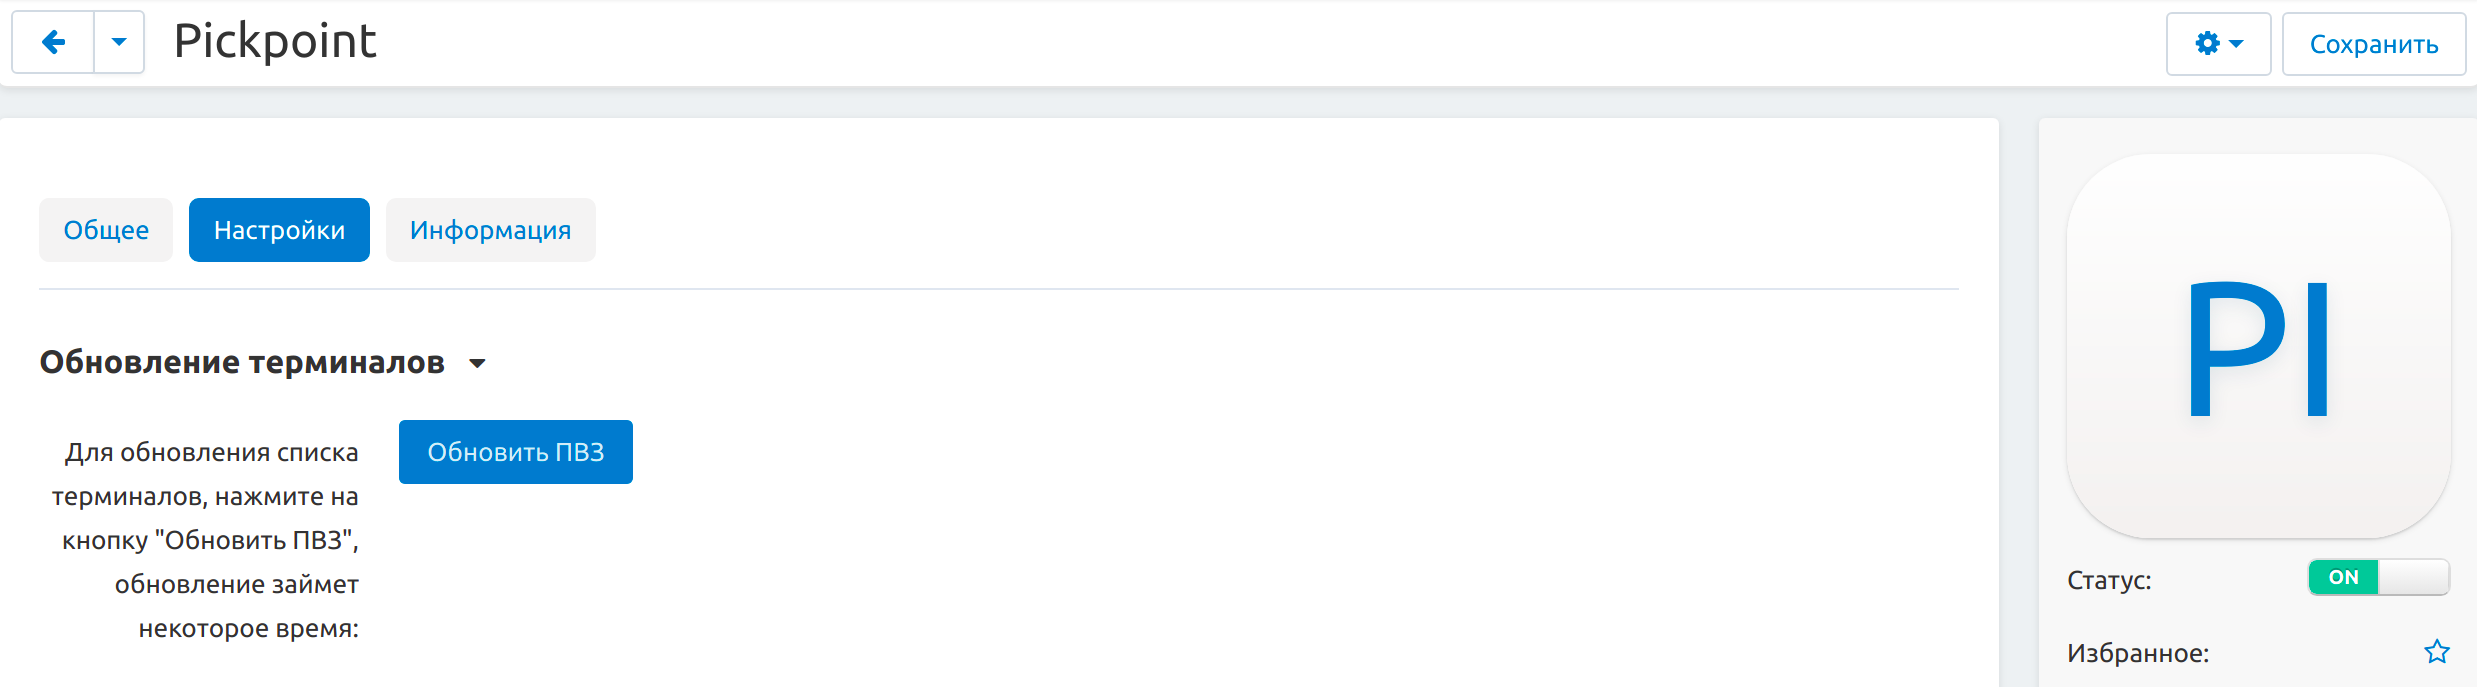 Pickpoint
Сохранить
Общее
Настройки
Информация
Обновление терминалов
Для обновления списка
терминалов, нажмите на
кнопку "Обновить ПВЗ",
обновление займет
некоторое время:
Обновить ПВЗ
PI
Статус:
ON
Избранное: